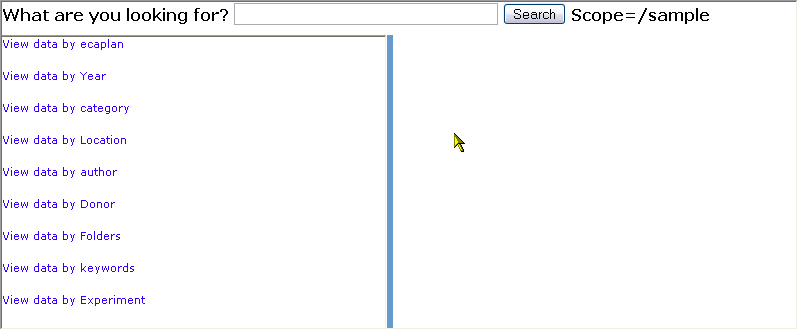 What are you looking for? Search Scope=/sample
View data by ecaplan
View data by Year
View data by category
View data by Location
View data by author
View data by Donor
View data by Folders
View data by keywords
View data by Experiment